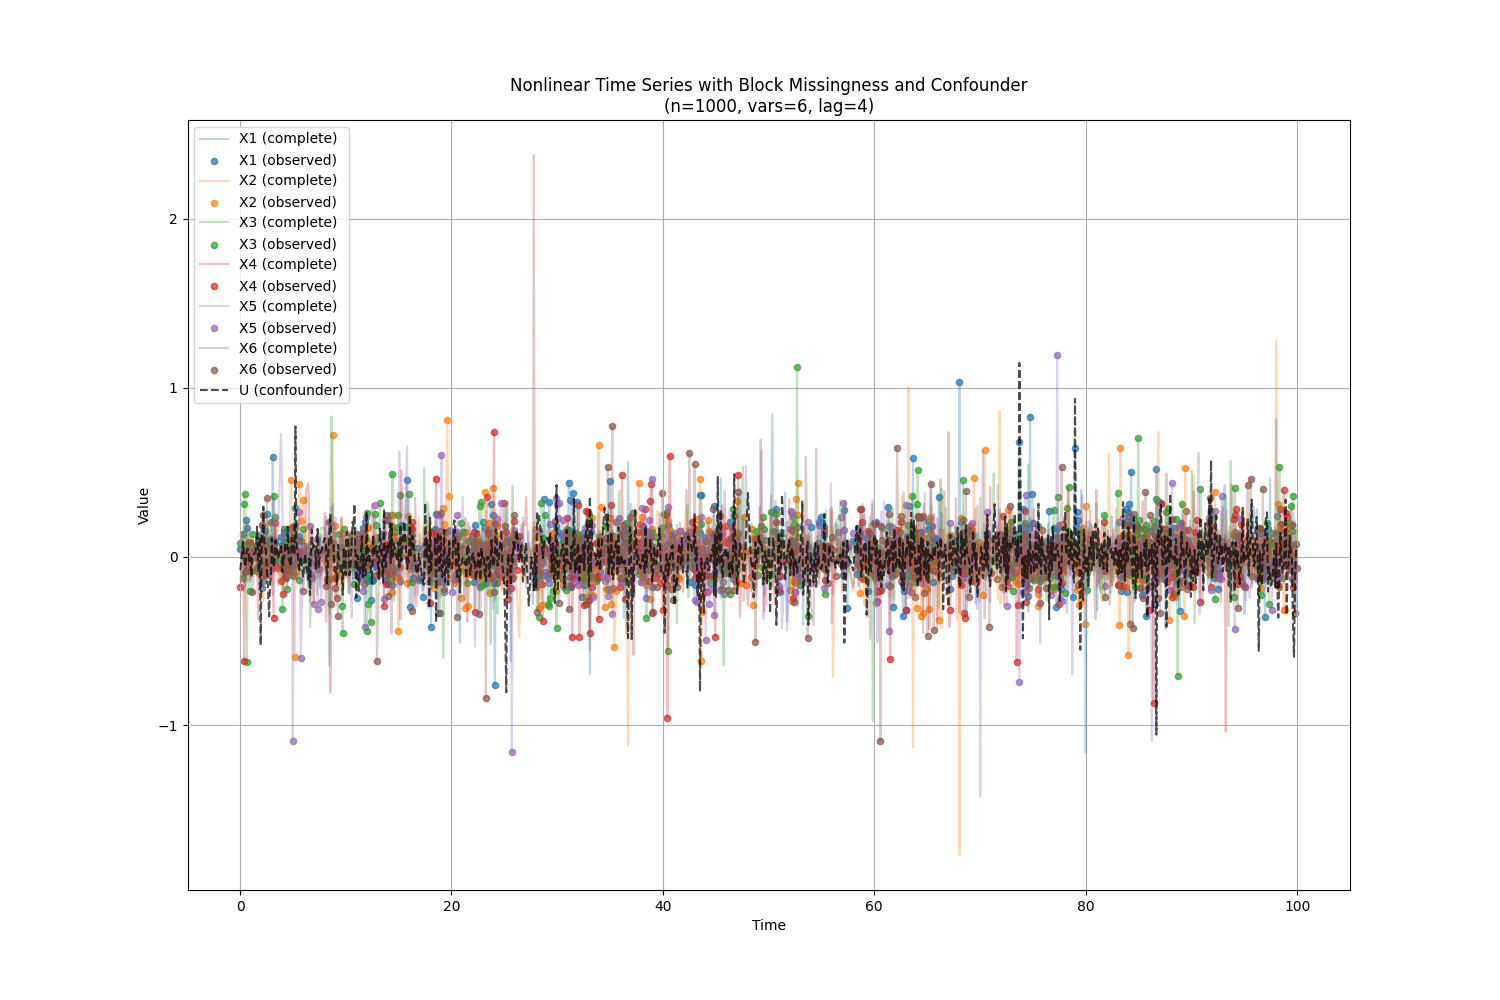 Nonlinear Time Series with Block Missingness and Confounder
(n=1000, vars=6, lag=4)
X1 (complete)
X1 (observed)
X2 (complete)
X2 (observed)
X3 (complete)
X3 (observed)
X4 (complete)
X4 (observed)
X5 (complete)
X5 (observed)
X6 (complete)
X6 (observed)
U (confounder)
2
1
0
−1
Value
0 20 40 60 80 100
Time